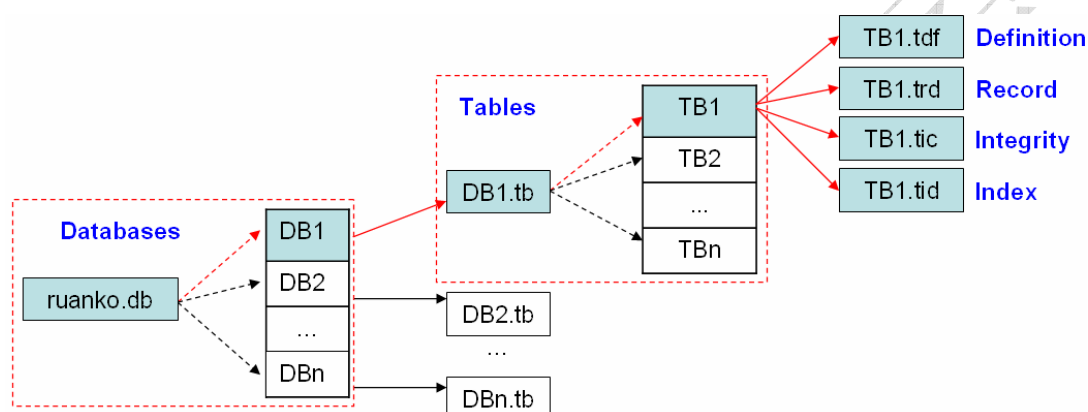 Databases
ruanko.db
DB1
DB2
...
DBn
Tables
DB1.tb
TB1
TB2
...
TBn
DB2.tb
...
DBn.tb
TB1.tdf Definition
TB1.trd Record
TB1.tic Integrity
TB1.tid Index